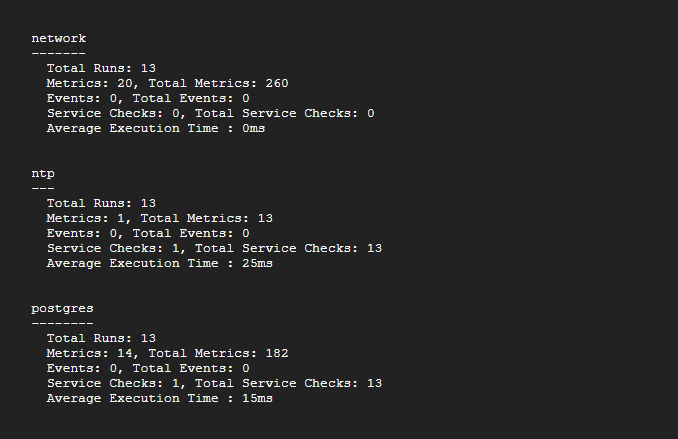 network
-------
Total Runs: 13
Metrics: 20, Total Metrics: 260
Events: 0, Total Events: 0
Service Checks: 0, Total Service Checks: 0
Average Execution Time : 0ms
ntp
---
Total Runs: 13
Metrics: 1, Total Metrics: 13
Events: 0, Total Events: 0
Service Checks: 1, Total Service Checks: 13
Average Execution Time : 25ms
postgres
--------
Total Runs: 13
Metrics: 14, Total Metrics: 182
Events: 0, Total Events: 0
Service Checks: 1, Total Service Checks: 13
Average Execution Time : 15ms